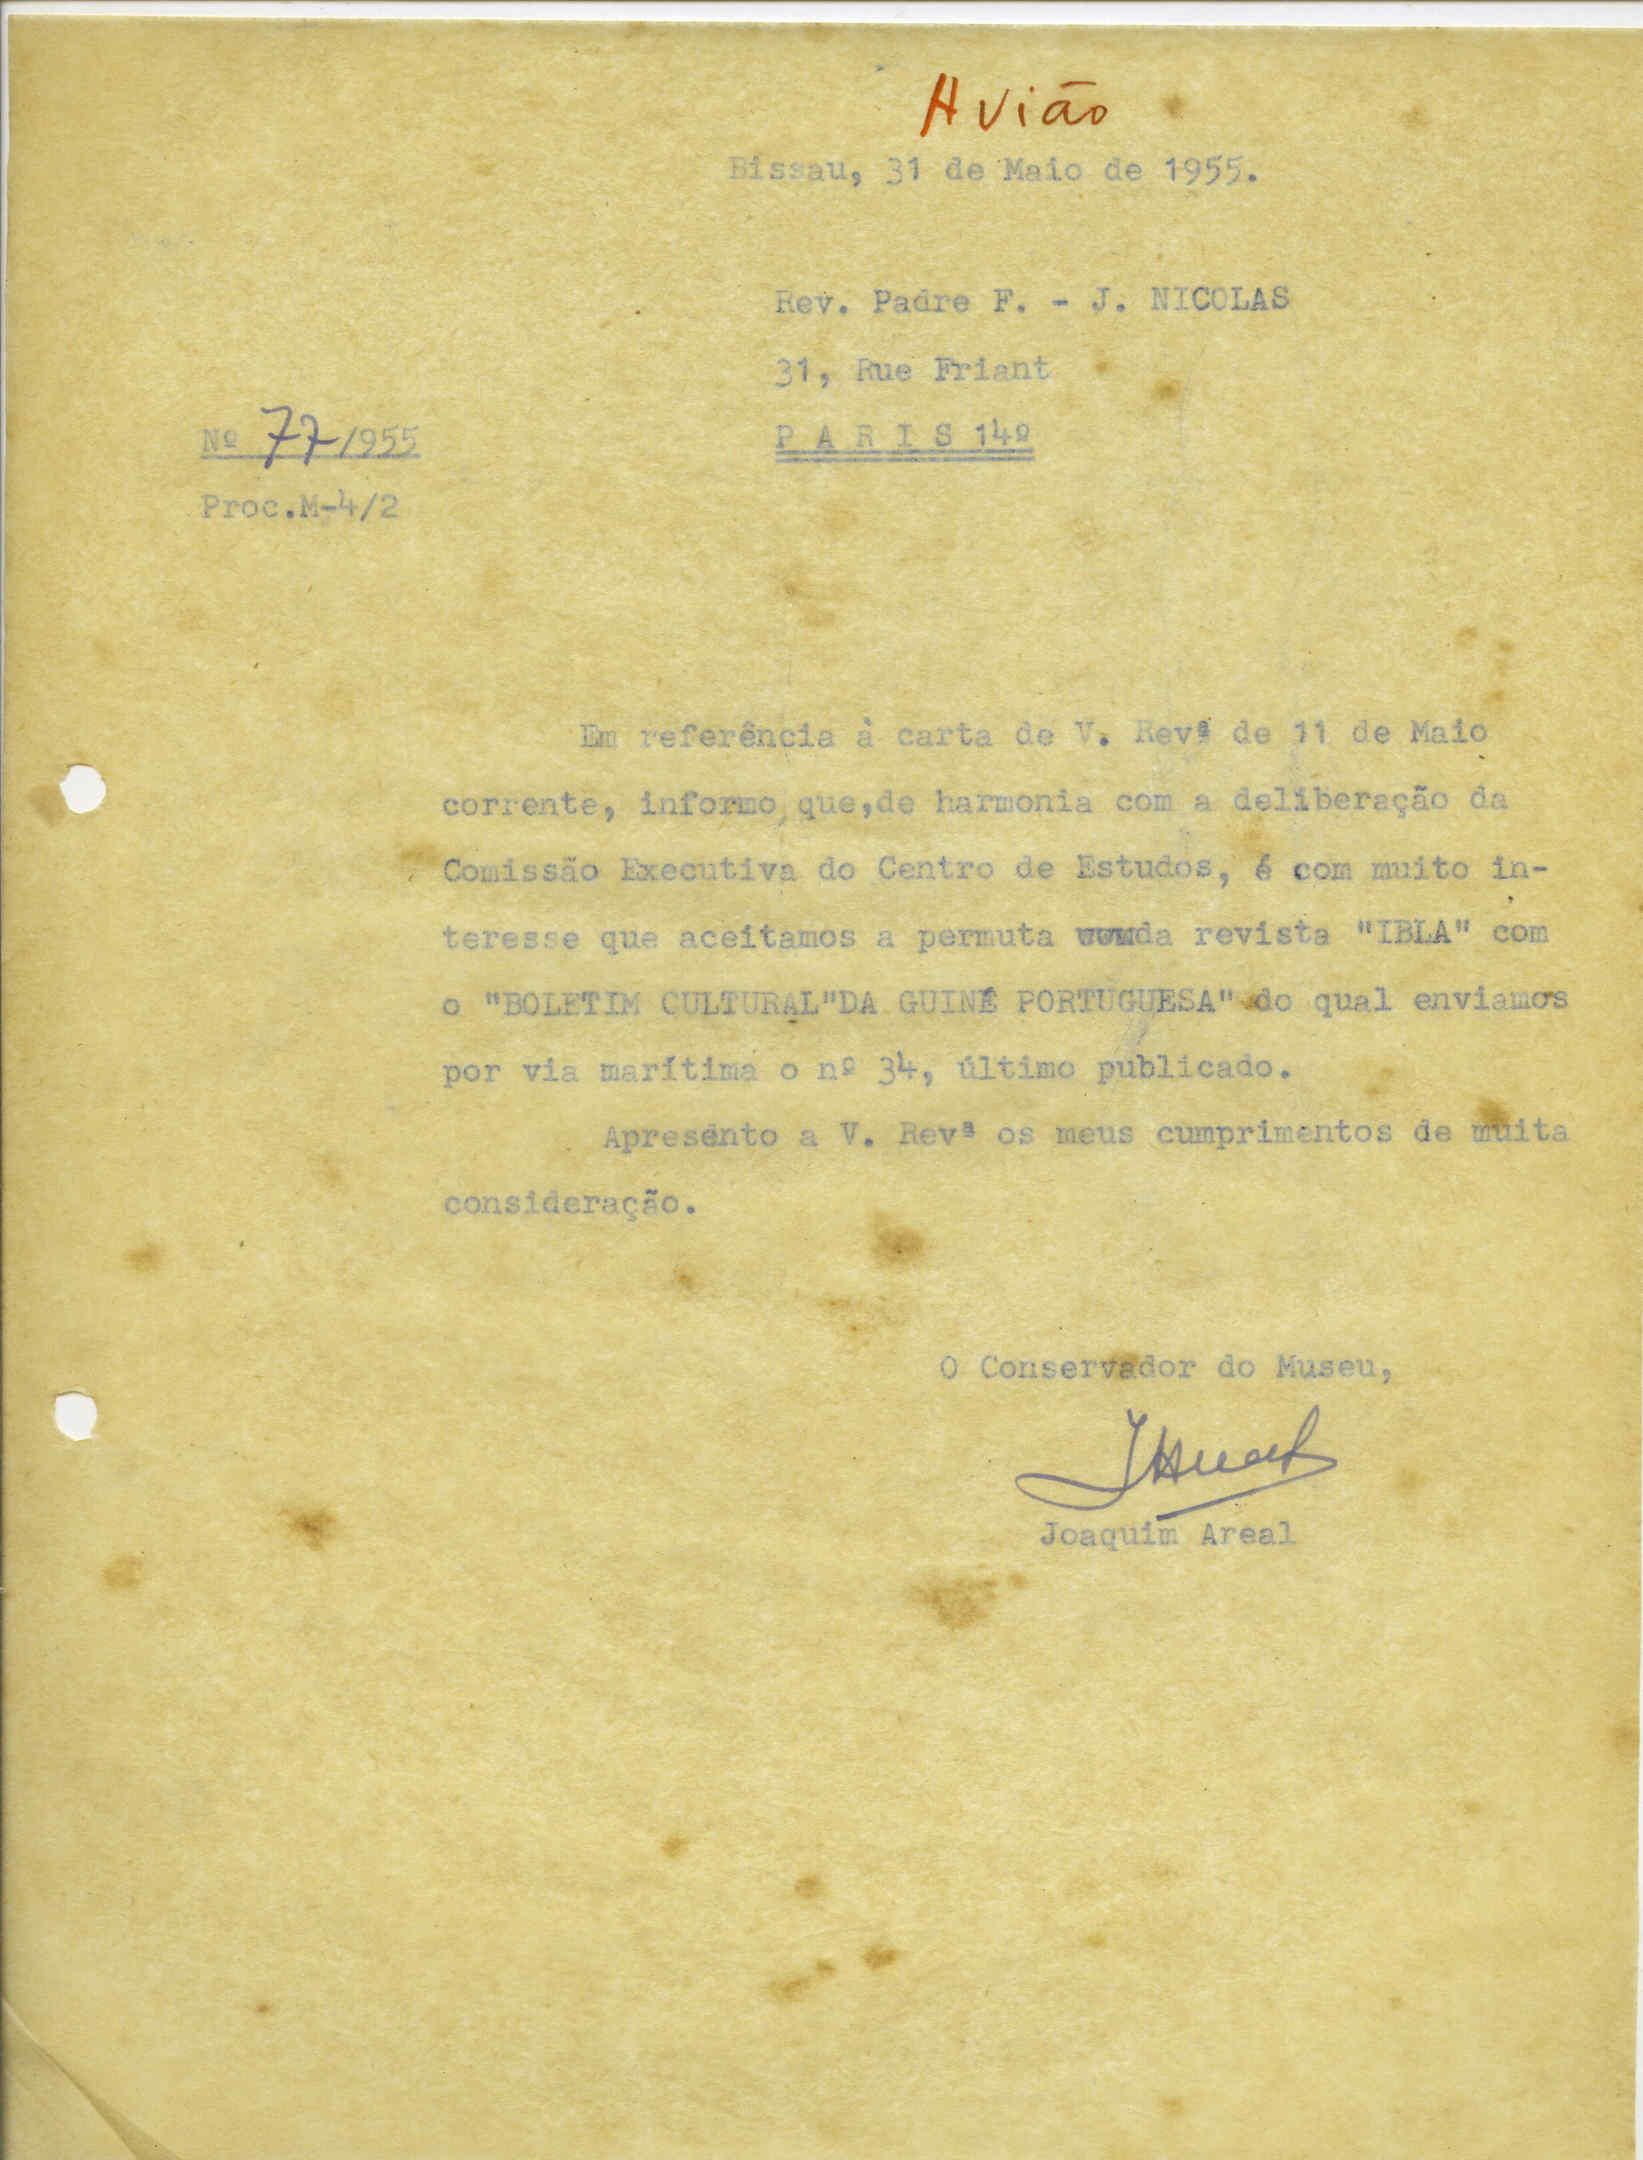 Avião
Bissau, 31 de Maio de 1955.
Rev. Padre F. - J. NICOLAS
31, Rue Friant
P A R I S 14º
Nº 77/955
Proc.M-4/2
Em referência à carta de V. Revª de 11 de Maio
corrente, informo que,de harmonia com a deliberação da
Comissão Executiva do Centro de Estudos, é com muito in-
teresse que aceitamos a permuta da revista "IBLA" com
o "BOLETIM CULTURAL"DA GUINÉ PORTUGUESA" do qual enviamos
por via marítima o nº 34, último publicado.
Apresento a V. Revª os meus cumprimentos de muita
consideração.
O Conservador do Museu,
Joaquim Areal